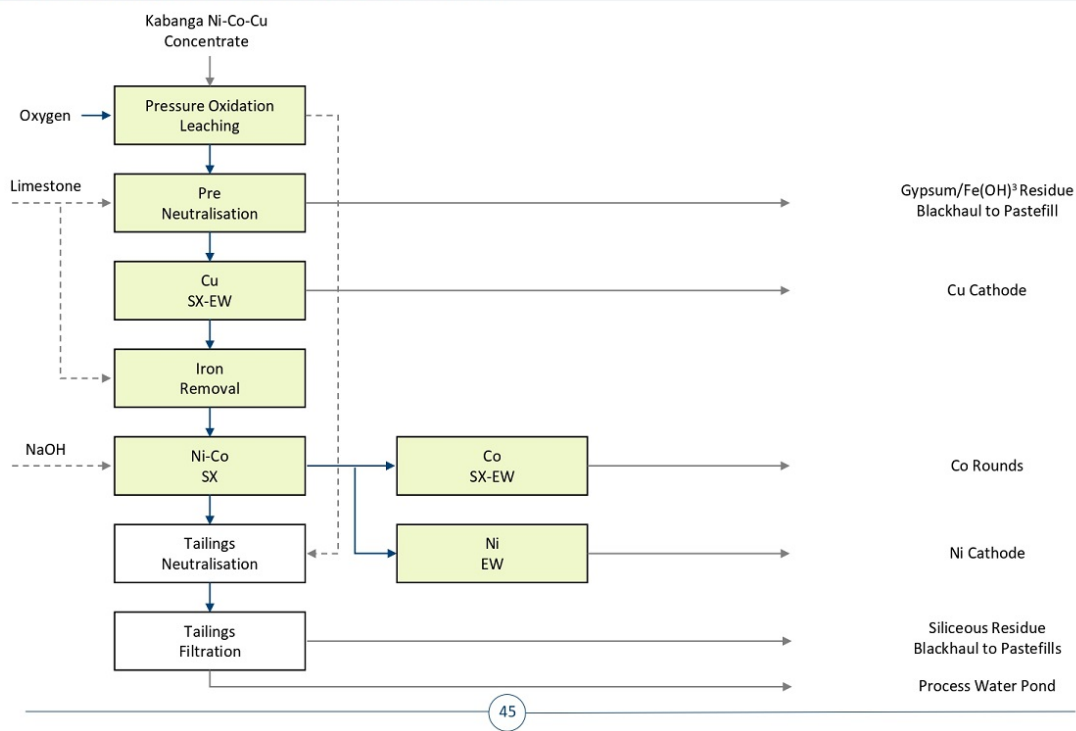 Kabanga Ni-Co-Cu
Concentrate
Oxygen
Pressure Oxidation
Leaching
Limestone
Pre
Neutralisation
Gypsum/Fe(OH)³ Residue
Blackhaul to Pastefill
Cu
SX-EW
Cu Cathode
Iron
Removal
NaOH
Ni-Co
SX
Co
SX-EW
Co Rounds
Tailings
Neutralisation
Ni
EW
Ni Cathode
Tailings
Filtration
Siliceous Residue
Blackhaul to Pastefills
Process Water Pond
45